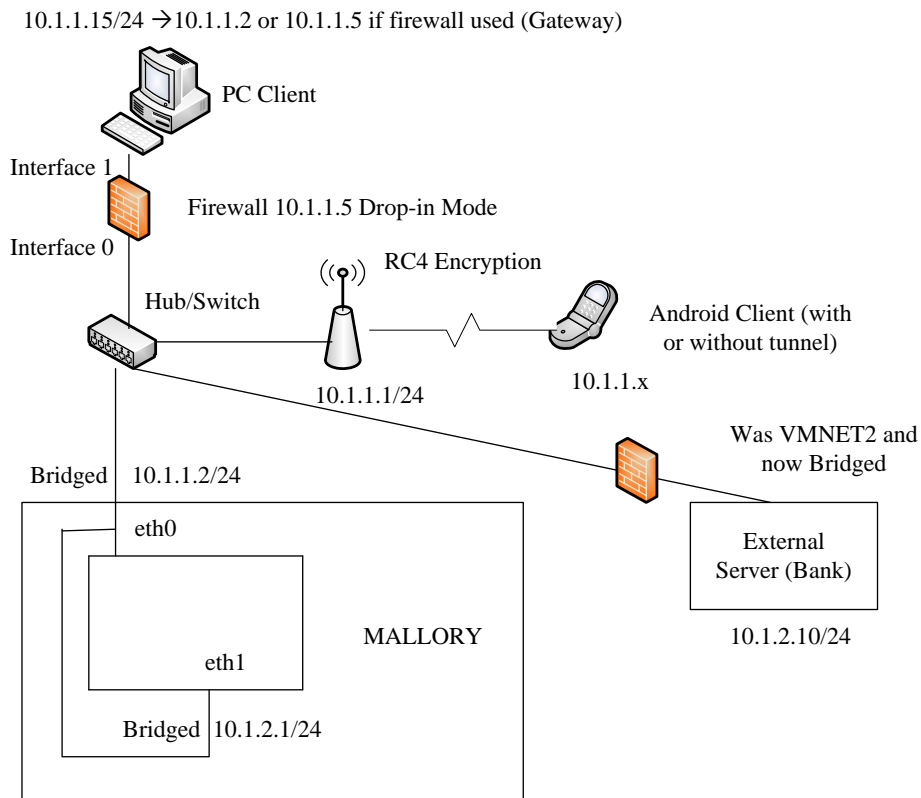 10.1.1.15/24 →10.1.1.2 or 10.1.1.5 if firewall used (Gateway)
PC Client
Interface 1
Firewall 10.1.1.5 Drop-in Mode
Interface 0
RC4 Encryption
Hub/Switch
Android Client (with
or without tunnel)
10.1.1.1/24
10.1.1.x
Was VMNET2 and
now Bridged
Bridged
10.1.1.2/24
eth0
External
Server (Bank)
MALLORY
10.1.2.10/24
eth1
Bridged
10.1.2.1/24